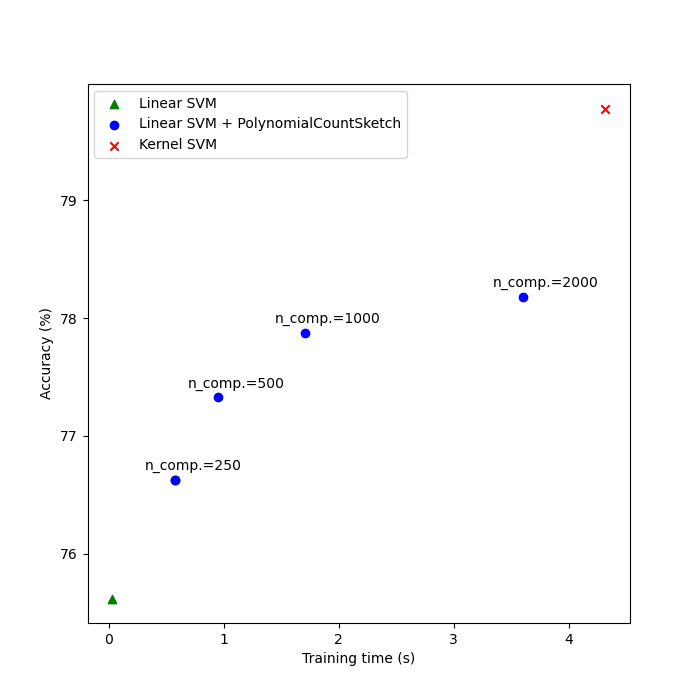 Linear SVM
Linear SVM + PolynomialCountSketch
Kernel SVM
79
78
77
76
n_comp.=2000
n_comp.=1000
n_comp.=500
n_comp.=250
Accuracy (%)
0 1 2 3 4
Training time (s)